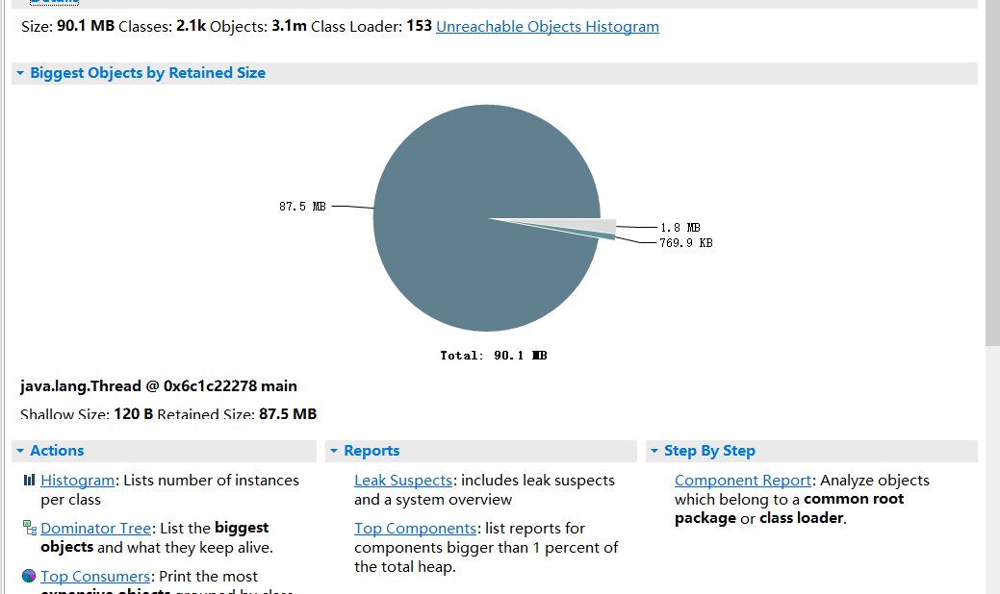 Details
Size: 90.1 MB Classes: 2.1k Objects: 3.1m Class Loader: 153 Unreachable Objects Histogram
Biggest Objects by Retained Size
87.5 MB
1.8 MB
769.9 KB
Total: 90.1 MB
java.lang.Thread @ 0x6c1c22278 main
Shallow Size: 120 B Retained Size: 87.5 MB
Actions
Histogram: Lists number of instances
per class
Dominator Tree: List the biggest
objects and what they keep alive.
Top Consumers: Print the most
expensive objects grouped by class
Reports
Leak Suspects: includes leak suspects
and a system overview
Top Components: list reports for
components bigger than 1 percent of
the total heap.
Step By Step
Component Report: Analyze objects
which belong to a common root
package or class loader.